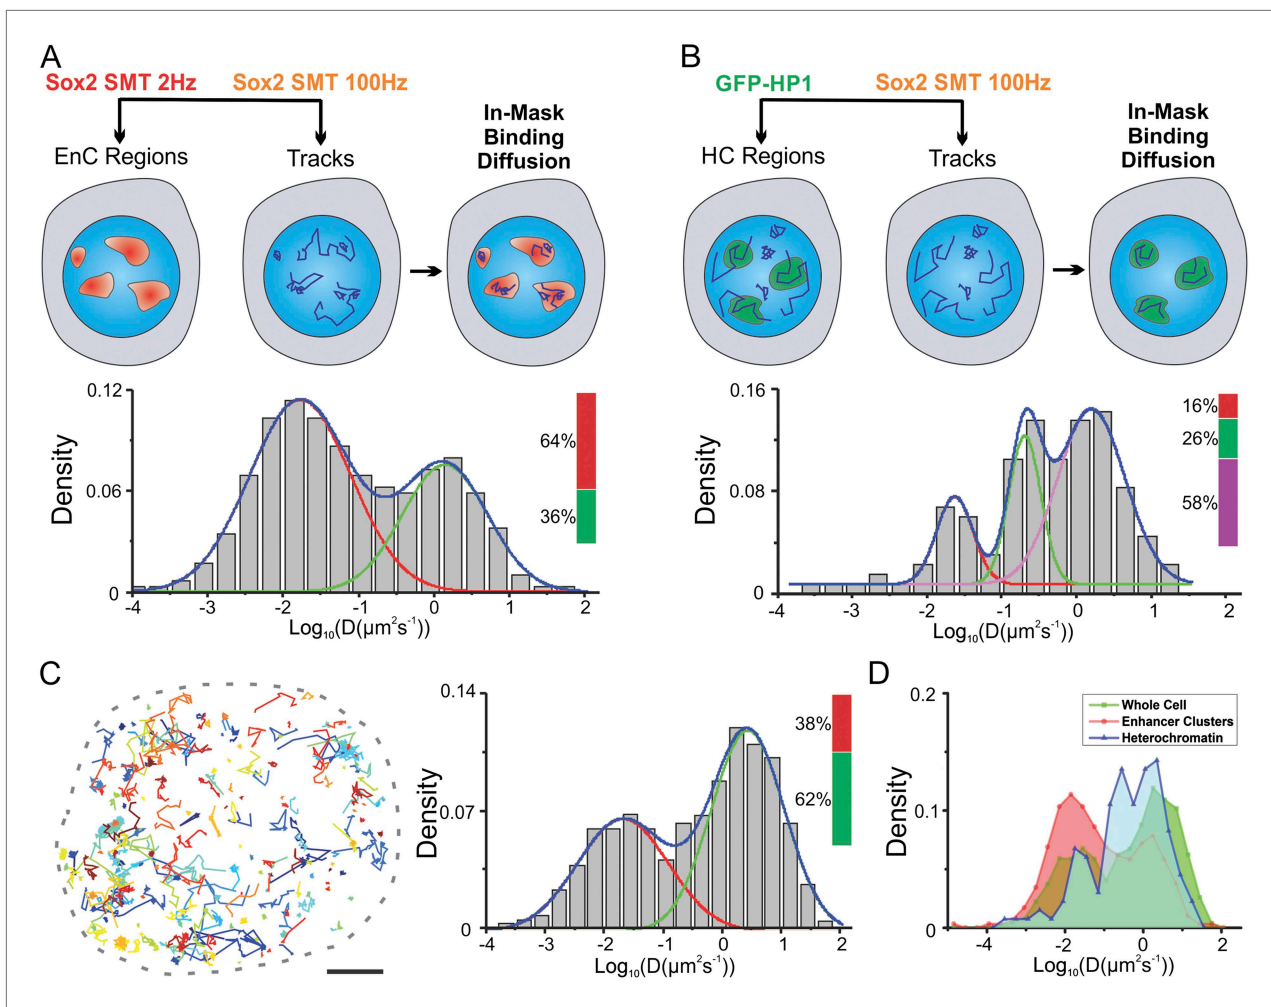 A
Sox2 SMT 2Hz
Sox2 SMT 100Hz
EnC Regions
Tracks
In-Mask
Binding
Diffusion
0.12
0.06
0
Density
64%
36%
-4 -3 -2 -1 0 1 2
Log10(D(µm²s⁻¹))
B
GFP-HP1
Sox2 SMT 100Hz
HC Regions
Tracks
In-Mask
Binding
Diffusion
0.16
0.08
0
Density
16%
26%
58%
-4 -3 -2 -1 0 1 2
Log10(D(µm²s⁻¹))
C
0.14
0.07
0
Density
38%
62%
-4 -3 -2 -1 0 1 2
Log10(D(µm²s⁻¹))
D
0.2
0.1
0
Density
Whole Cell
Enhancer Clusters
Heterochromatin
-4 -2 0 2
Log10(D(µm²s⁻¹))